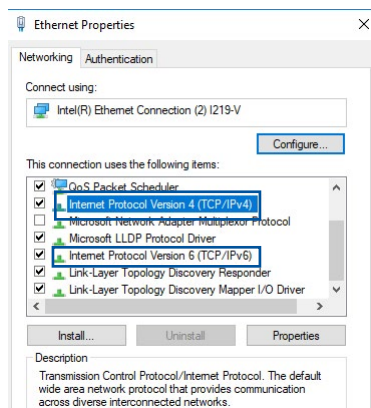 Ethernet Properties
Networking Authentication
Connect using:
Intel(R) Ethernet Connection (2) I219-V
Configure...
This connection uses the following items:
QoS Packet Scheduler
Internet Protocol Version 4 (TCP/IPv4)
Microsoft Network Adapter Multiplexor Protocol
Microsoft LLDP Protocol Driver
Internet Protocol Version 6 (TCP/IPv6)
Link-Layer Topology Discovery Responder
Link-Layer Topology Discovery Mapper I/O Driver
Install... Uninstall Properties
Description
Transmission Control Protocol/Internet Protocol. The default
wide area network protocol that provides communication
across diverse interconnected networks.